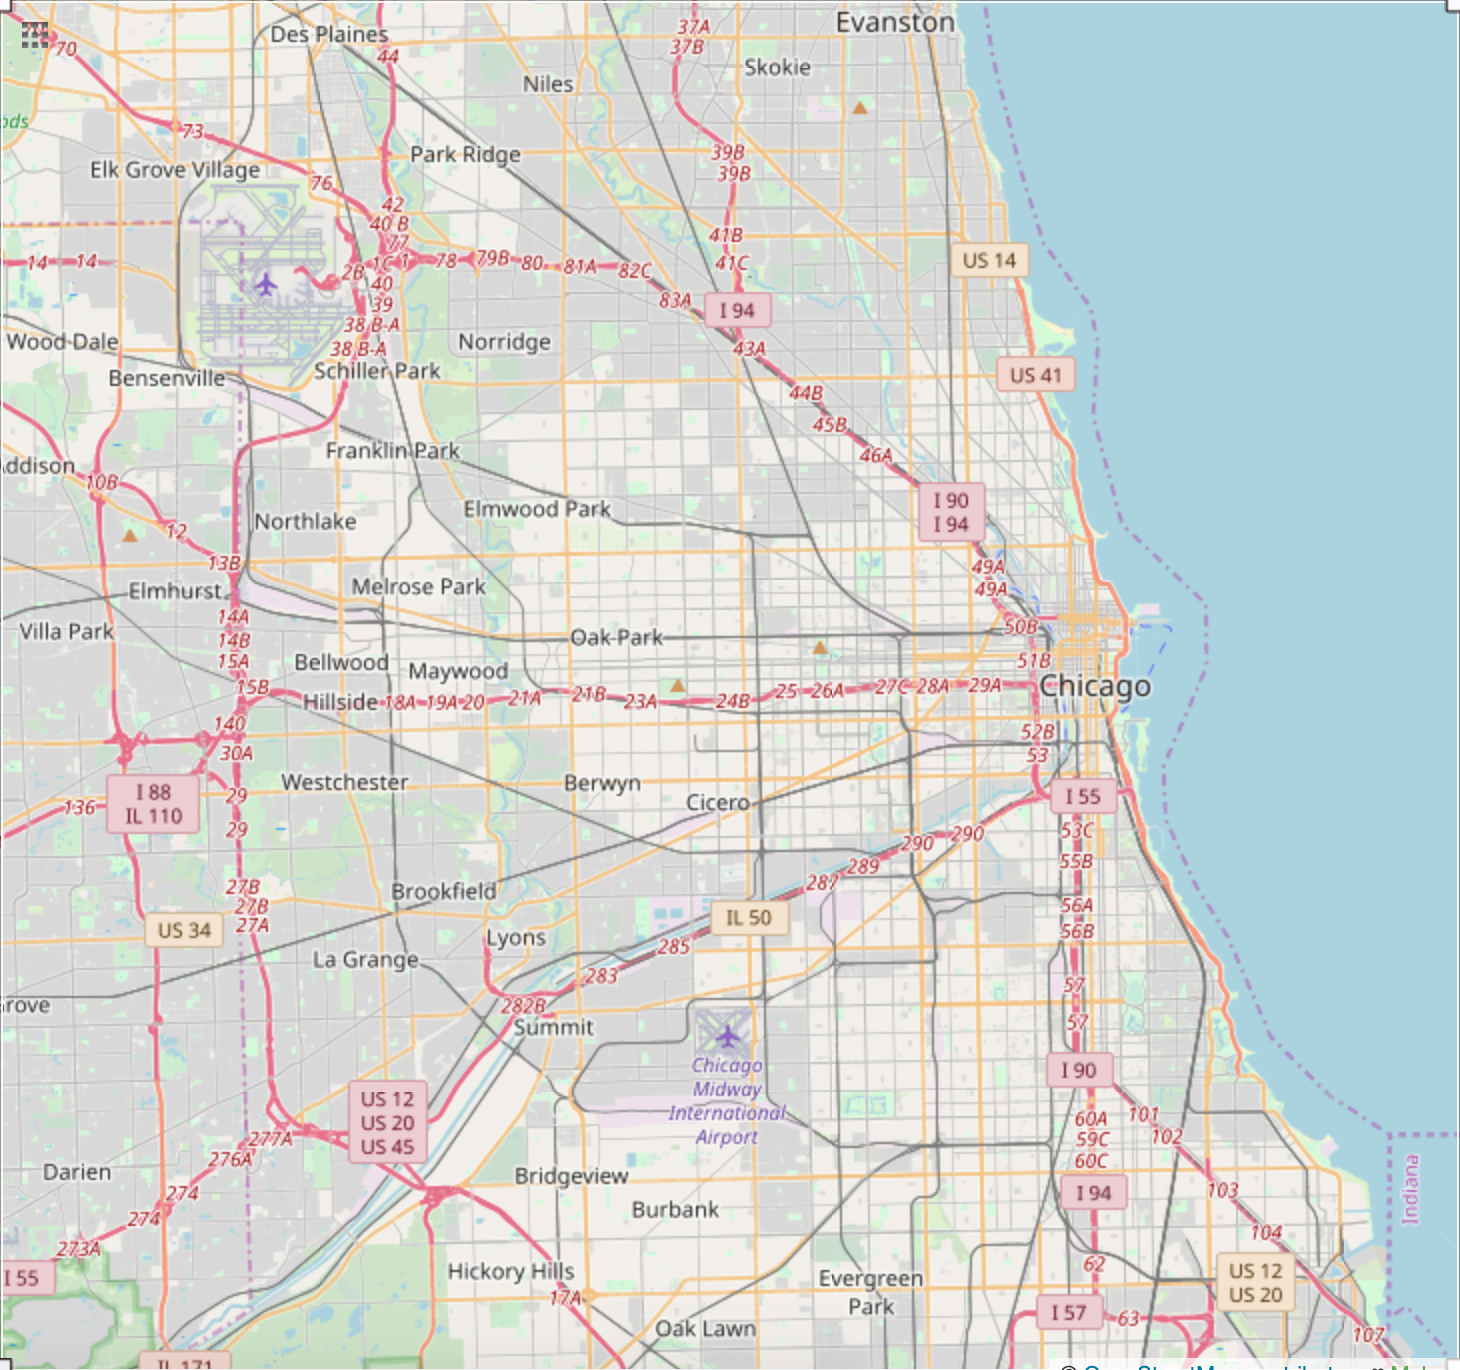 Evanston
Des Plaines
37A
37B
44
70
Skokie
Niles
ods
73
39B
Park Ridge
Elk Grove Village
39B
76
42
40 B
41B
77
14
14
1C
1
78
79B
80
81A
82C
41C
US 14
2B
40
83A
39
I 94
38 B-A
Wood Dale
Norridge
38 B-A
43A
Schiller Park
Bensenville
US 41
44B
45B
Franklin Park
46A
Addison
10B
I 90
I 94
Elmwood Park
Northlake
12
13B
49A
49A
Elmhurst
Melrose Park
14A
Villa Park
50B
14B
Oak Park
15A
Bellwood
Maywood
51B
15B
Hillside
18A
19A
20
21A
21B
23A
24B
25
26A
27C
28A
29A
Chicago
140
52B
30A
53
Westchester
Berwyn
I 88
IL 110
136
29
Cicero
I 55
29
53C
290
290
55B
289
27B
287
Brookfield
27B
56A
27A
US 34
IL 50
56B
Lyons
285
La Grange
283
57
Grove
282B
57
Summit
Chicago
Midway
International
Airport
I 90
US 12
US 20
US 45
60A
101
277A
59C
102
276A
60C
Darien
Bridgeview
274
I 94
103
Indiana
274
Burbank
104
273A
62
I 55
Hickory Hills
Evergreen
Park
US 12
US 20
17A
I 57
63
107
Oak Lawn
IL 171